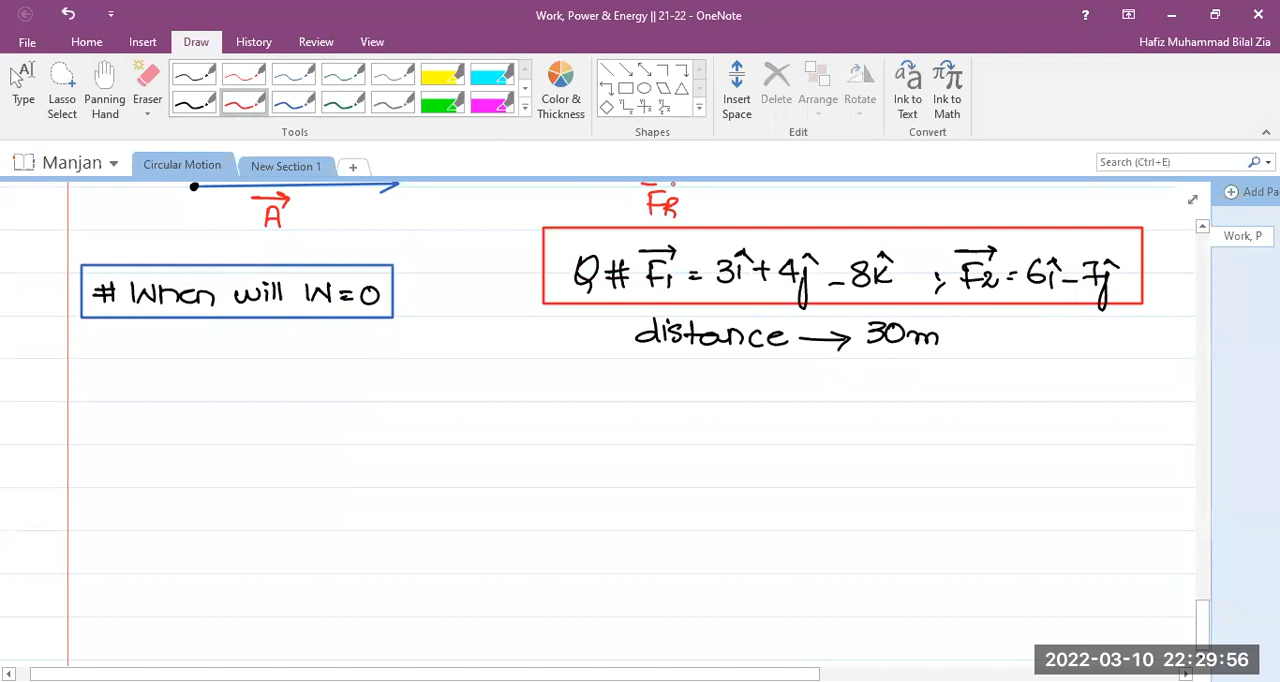 Work, Power & Energy || 21-22 - OneNote
?
File Home Insert Draw History Review View
Hafiz Muhammad Bilal Zia
Type
Lasso Select
Panning Hand
Eraser
Color & Thickness
Insert Space
Delete
Arrange
Rotate
Ink to Text
Ink to Math
Tools
Shapes
Edit
Convert
Manjan
Circular Motion
New Section 1
Search (Ctrl+E)
Add Pa
Work, P
A
FR
Q# F1 = 3î + 4ĵ - 8k̂ ; F2 = 6î - 7ĵ
# When will W = 0
distance → 30m
2022-03-10 22:29:56